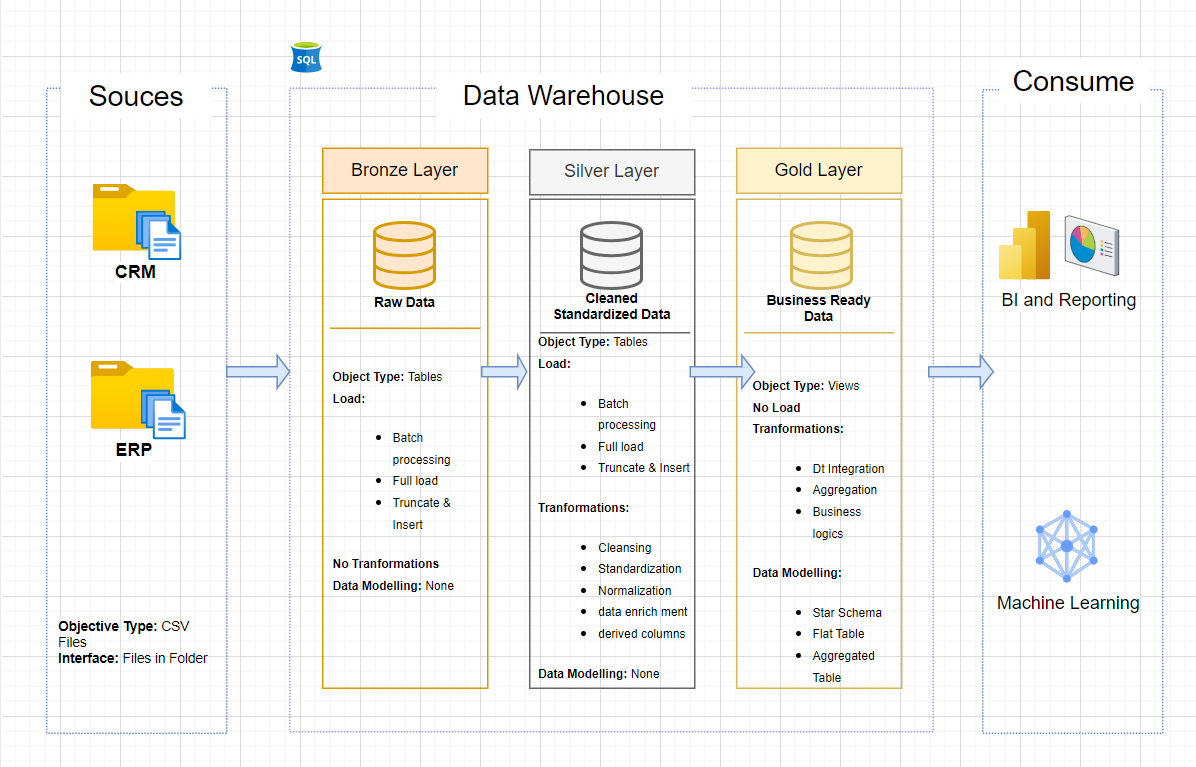 SQL
Souces
CRM
ERP
Objective Type: CSV
Files
Interface: Files in Folder
Data Warehouse
Bronze Layer
Raw Data
Object Type: Tables
Load:
Batch
processing
Full load
Truncate &
Insert
No Tranformations
Data Modelling: None
Silver Layer
Cleaned
Standardized Data
Object Type: Tables
Load:
Batch
processing
Full load
Truncate & Insert
Tranformations:
Cleansing
Standardization
Normalization
data enrich ment
derived columns
Data Modelling: None
Gold Layer
Business Ready
Data
Object Type: Views
No Load
Tranformations:
Dt Integration
Aggregation
Business
logics
Data Modelling:
Star Schema
Flat Table
Aggregated
Table
Consume
BI and Reporting
Machine Learning